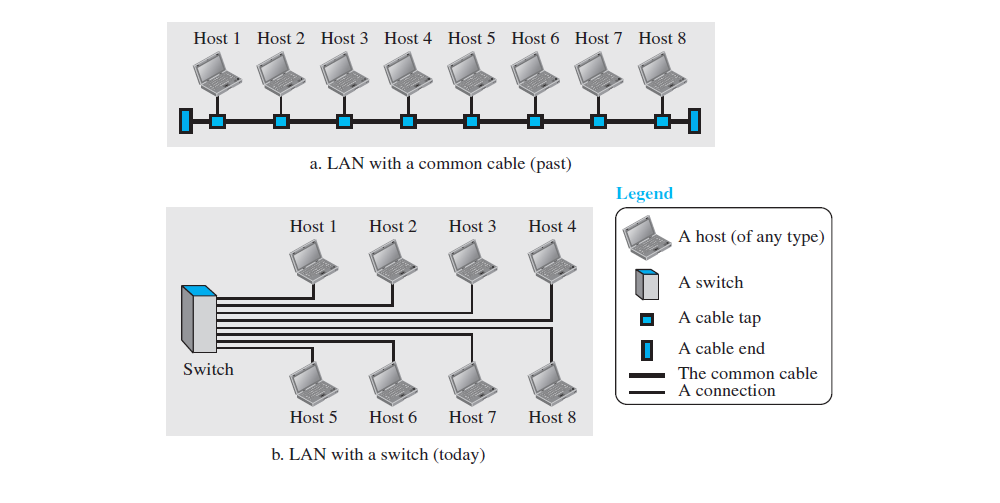 Host 1 Host 2 Host 3 Host 4 Host 5 Host 6 Host 7 Host 8
a. LAN with a common cable (past)
Host 1 Host 2 Host 3 Host 4
Switch
Host 5 Host 6 Host 7 Host 8
b. LAN with a switch (today)
Legend
A host (of any type)
A switch
A cable tap
A cable end
The common cable
A connection